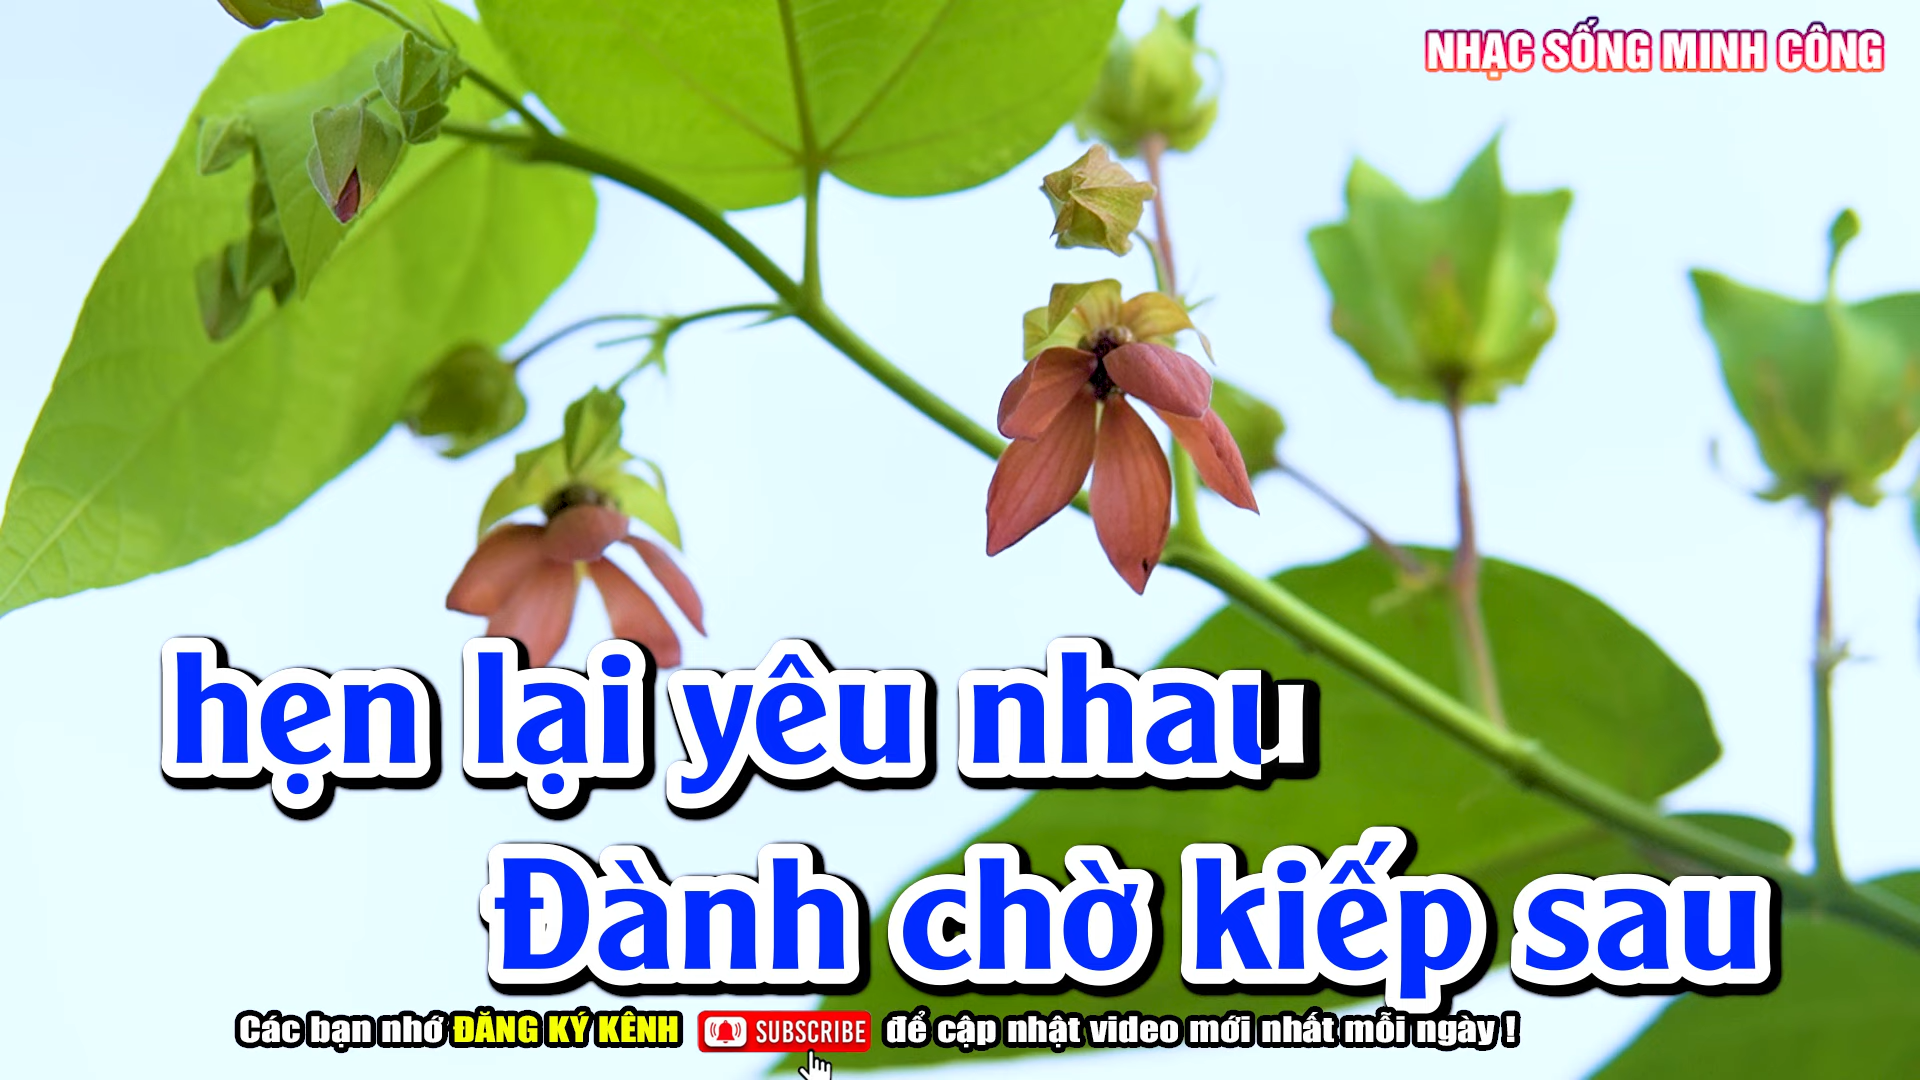 NHẠC SỐNG MINH CÔNG
hẹn lại yêu nhau
Đành chờ kiếp sau
Các bạn nhớ ĐĂNG KÝ KÊNH SUBSCRIBE để cập nhật video mới nhất mỗi ngày !